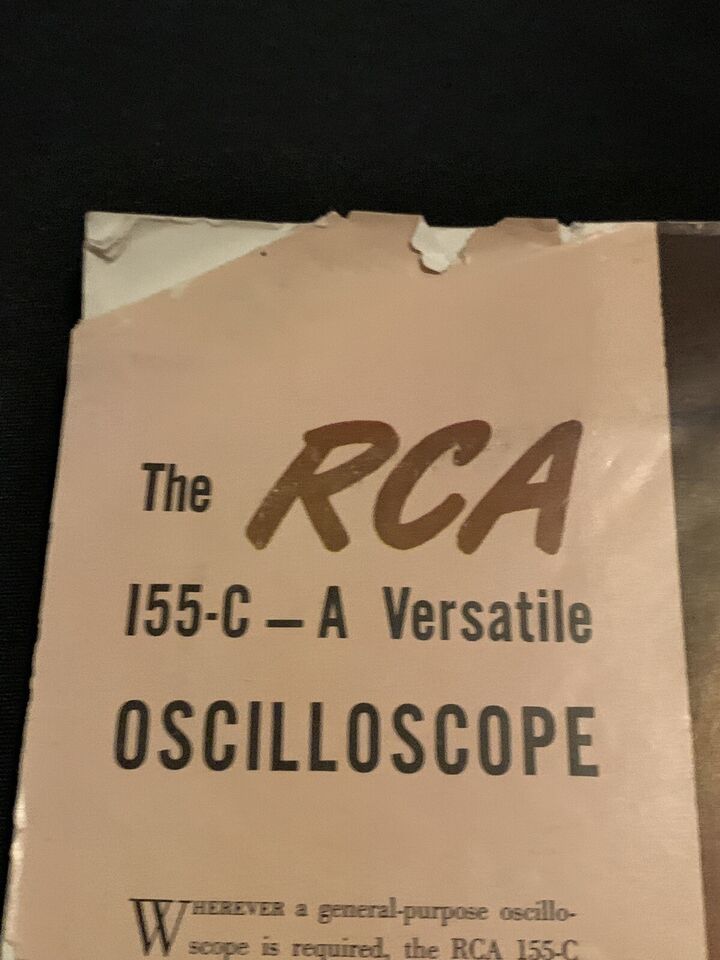 The RCA
155-C — A Versatile
OSCILLOSCOPE
WHEREVER a general-purpose oscillo-
scope is required, the RCA 155-C